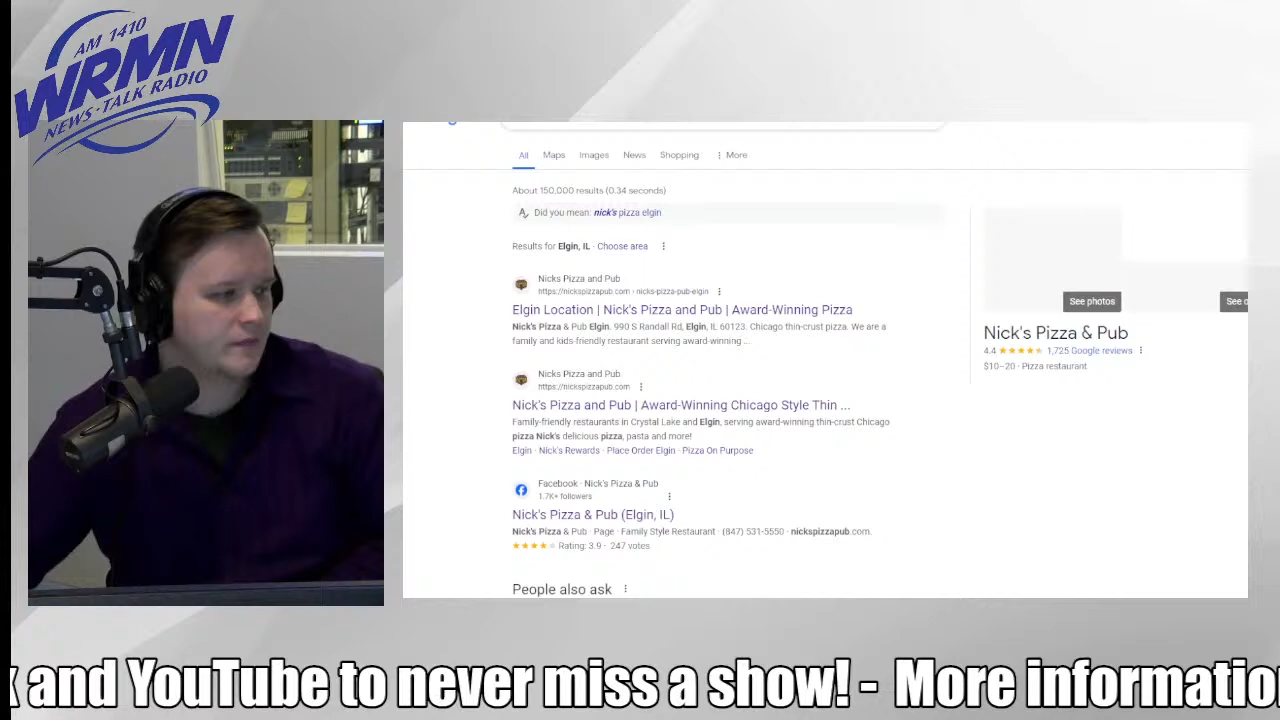 AM 1410
WRMN
NEWS·TALK RADIO
All Maps Images News Shopping More
About 150,000 results (0.34 seconds)
Did you mean: nick's pizza elgin
Results for Elgin, IL · Choose area
Nicks Pizza and Pub
https://nickspizzapub.com › nicks-pizza-pub-elgin
Elgin Location | Nick's Pizza and Pub | Award-Winning Pizza
Nick's Pizza & Pub Elgin. 990 S Randall Rd, Elgin, IL 60123. Chicago thin-crust pizza. We are a
family and kids-friendly restaurant serving award-winning ...
Nicks Pizza and Pub
https://nickspizzapub.com
Nick's Pizza and Pub | Award-Winning Chicago Style Thin ...
Family-friendly restaurants in Crystal Lake and Elgin, serving award-winning thin-crust Chicago
pizza Nick's delicious pizza, pasta and more!
Elgin · Nick's Rewards · Place Order Elgin · Pizza On Purpose
Facebook · Nick's Pizza & Pub
1.7K+ followers
Nick's Pizza & Pub (Elgin, IL)
Nick's Pizza & Pub · Page · Family Style Restaurant · (847) 531-5550 · nickspizzapub.com.
Rating: 3.9 · 247 votes
People also ask
See photos
See o
Nick's Pizza & Pub
4.4 1,725 Google reviews
$10–20 · Pizza restaurant
k and YouTube to never miss a show! - More information